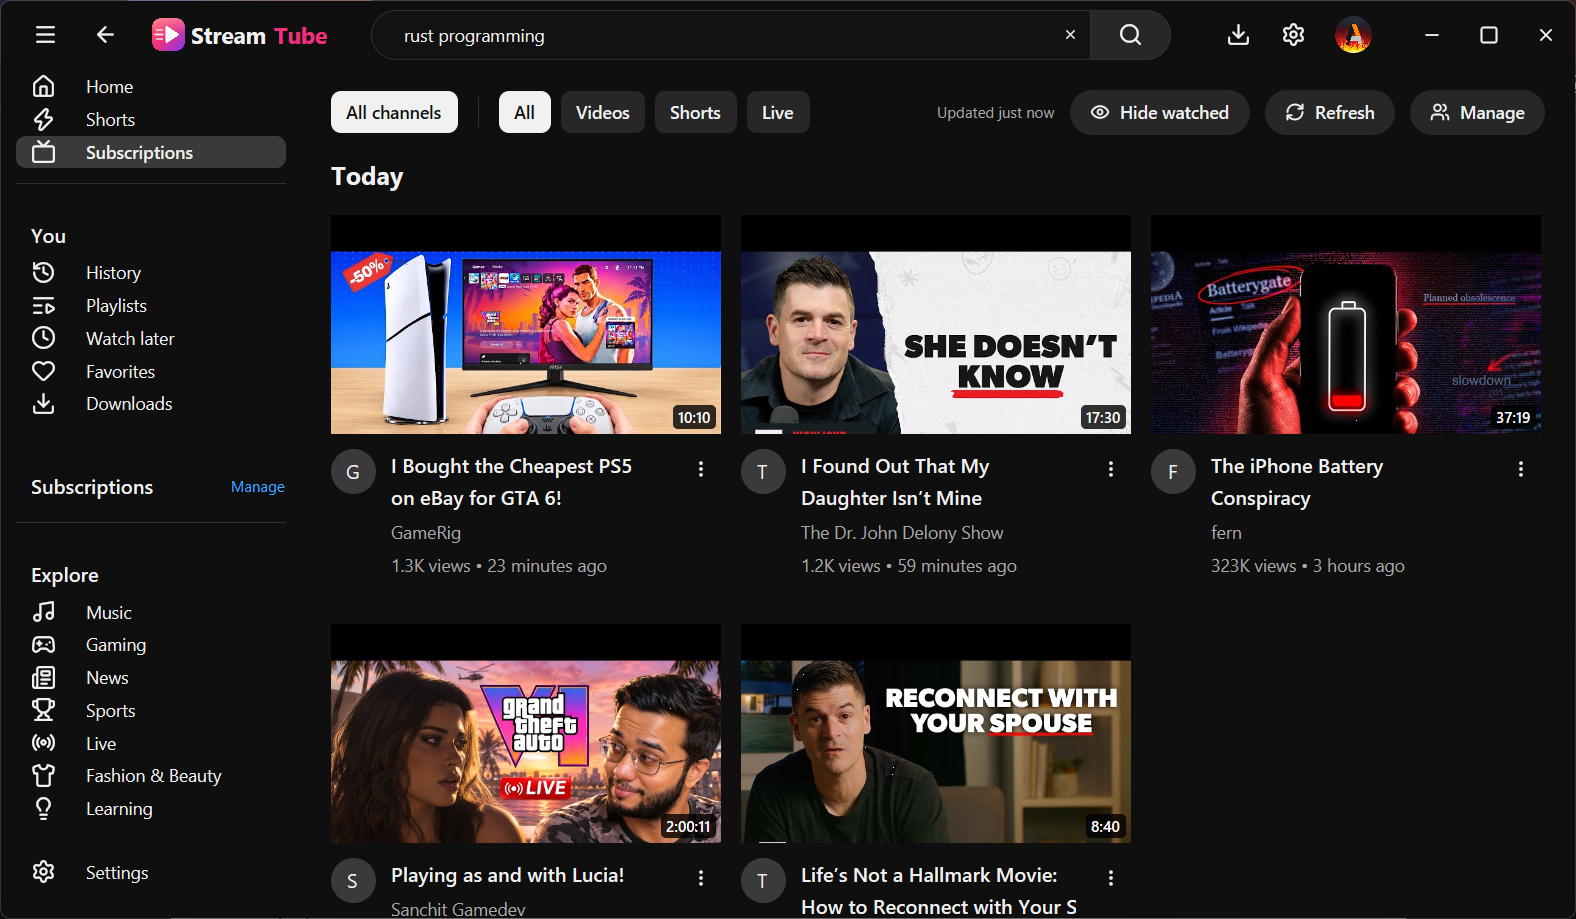 Stream Tube
rust programming
Home
Shorts
Subscriptions
You
History
Playlists
Watch later
Favorites
Downloads
Subscriptions
Manage
Explore
Music
Gaming
News
Sports
Live
Fashion & Beauty
Learning
Settings
All channels
All
Videos
Shorts
Live
Updated just now
Hide watched
Refresh
Manage
Today
-50%
10:10
G
I Bought the Cheapest PS5
on eBay for GTA 6!
GameRig
1.3K views • 23 minutes ago
SHE DOESN'T
KNOW
17:30
T
I Found Out That My
Daughter Isn’t Mine
The Dr. John Delony Show
1.2K views • 59 minutes ago
Batterygate
Article
From Wikipe
Batteryg
Planned obsolescence
slowdown
37:19
F
The iPhone Battery
Conspiracy
fern
323K views • 3 hours ago
VI
grand
theft
auto
LIVE
2:00:11
S
Playing as and with Lucia!
Sanchit Gamedev
RECONNECT WITH
YOUR SPOUSE
8:40
T
Life’s Not a Hallmark Movie:
How to Reconnect with Your S